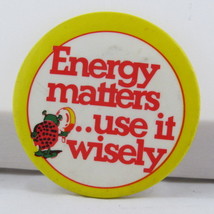 Energy
matters
..use it
wisely